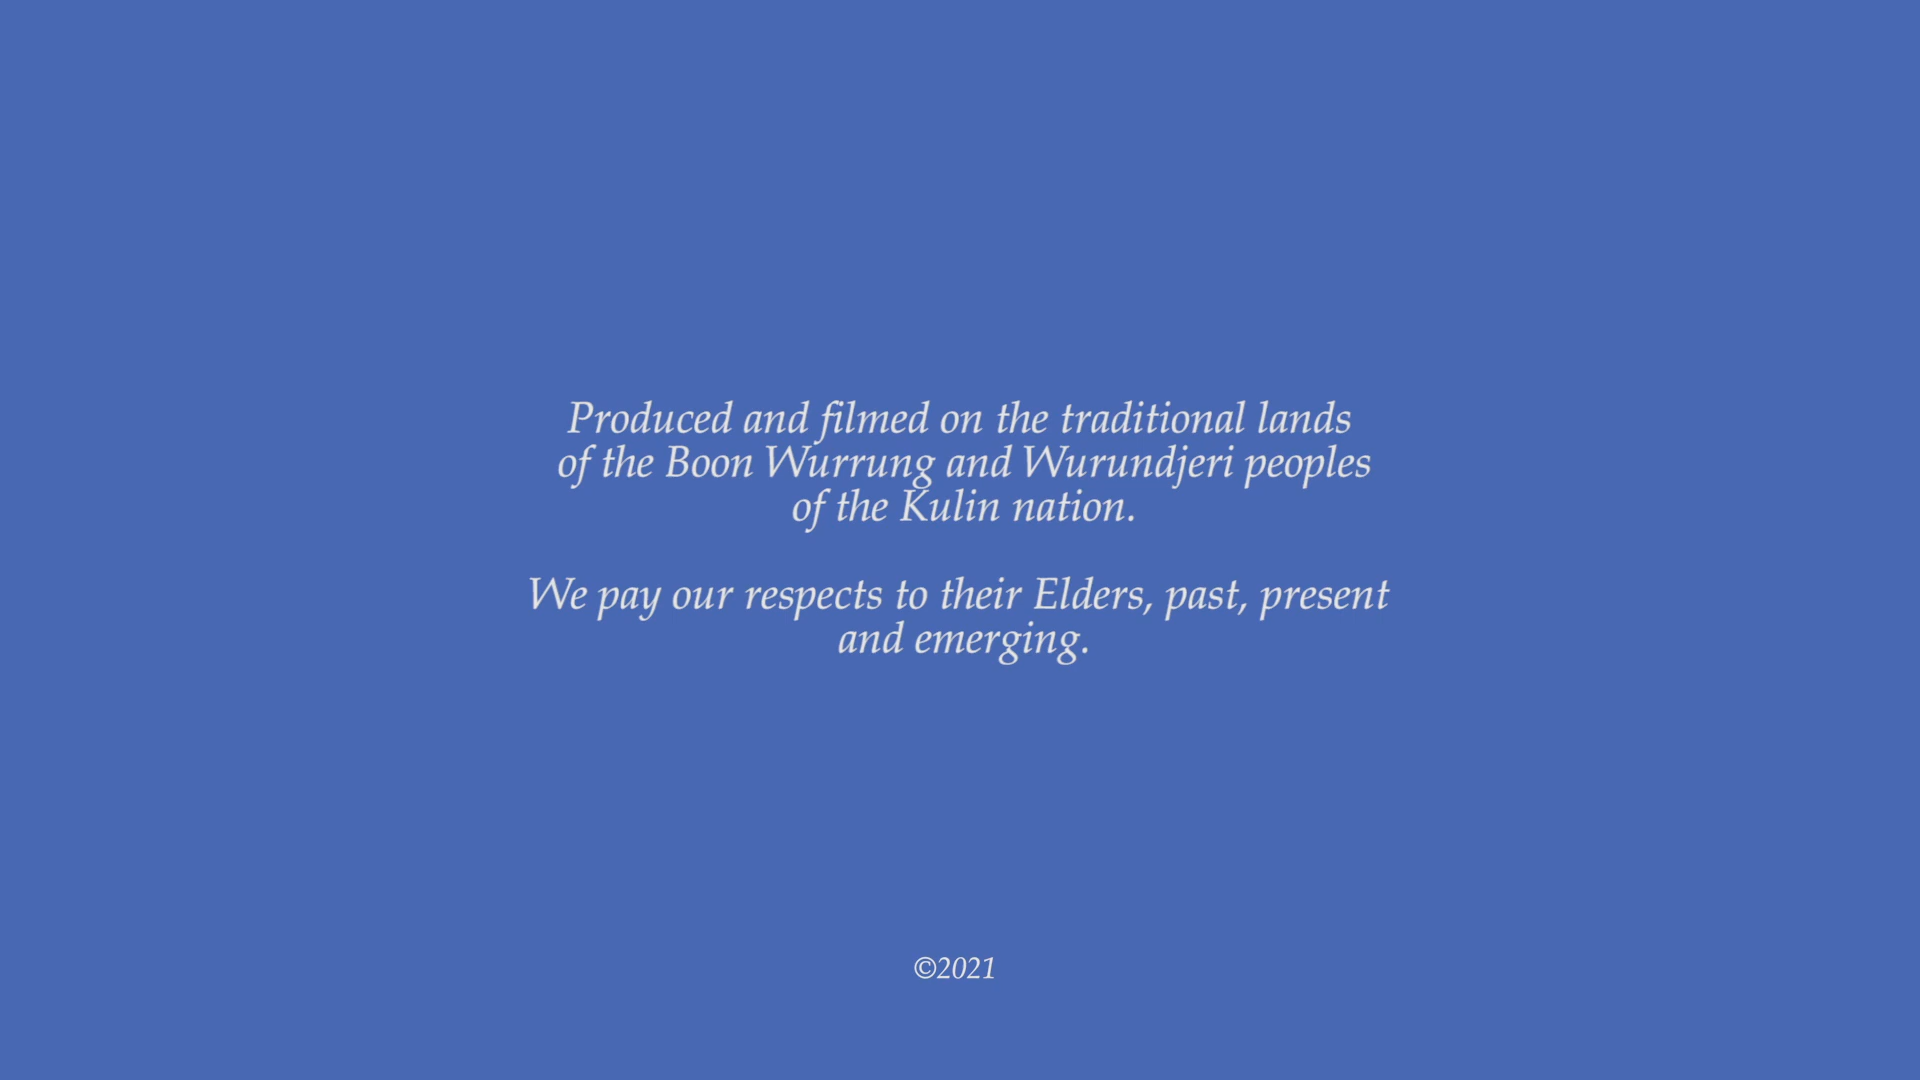 Produced and filmed on the traditional lands
of the Boon Wurrung and Wurundjeri peoples
of the Kulin nation.
We pay our respects to their Elders, past, present
and emerging.
©2021